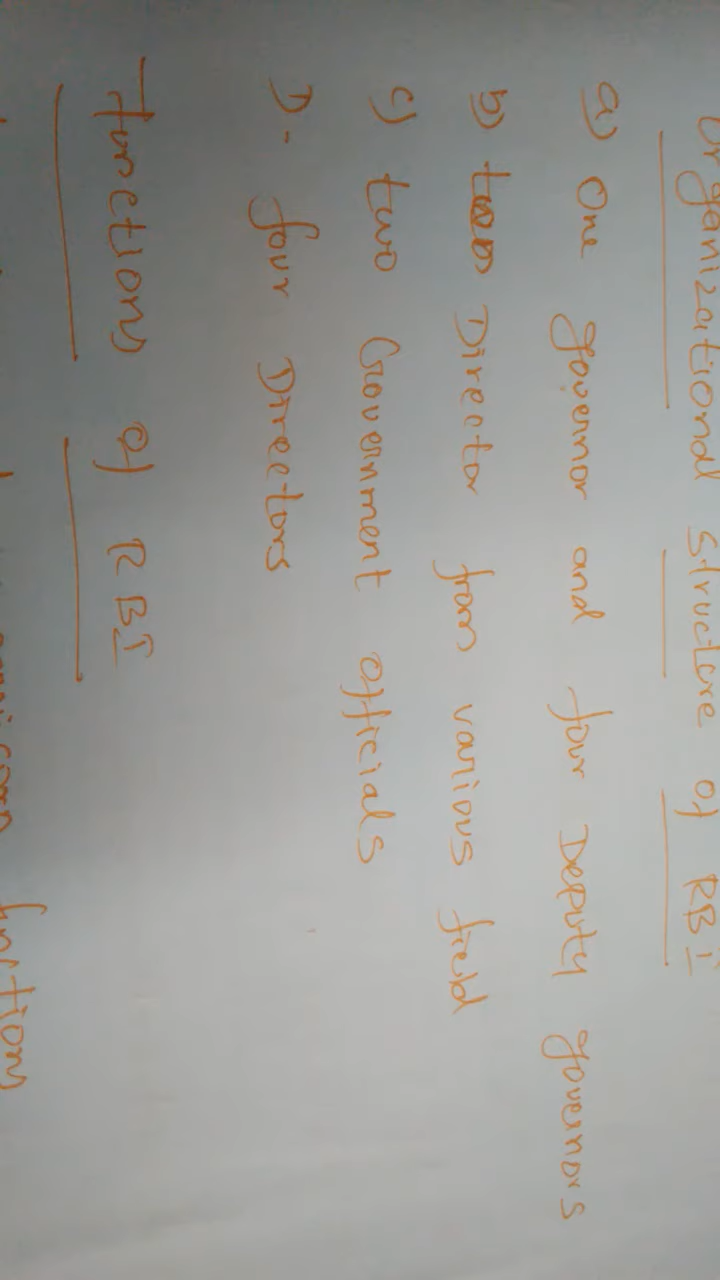 Organizational Structure of RBI
a) One governor and four Deputy governors
b) Director from various field
c) two Government officials
D. four Directors
Functions of RBI
functions